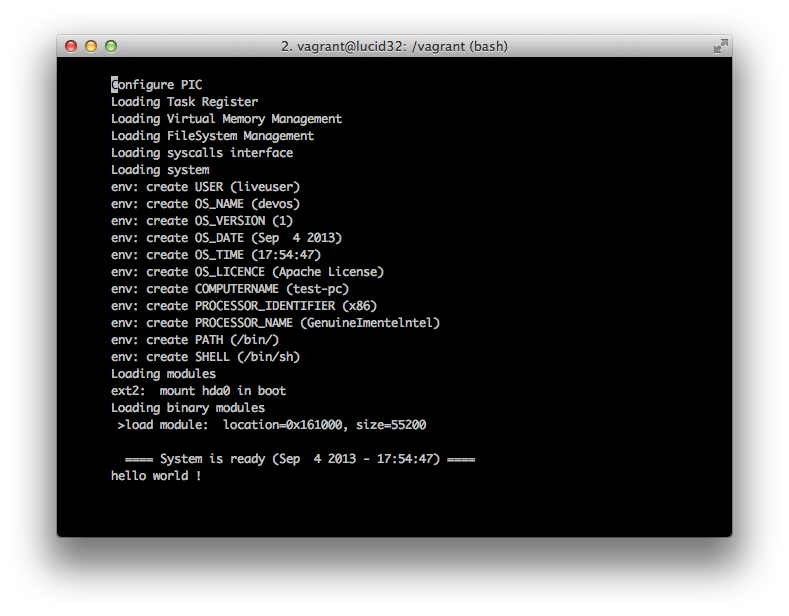 2. vagrant@lucid32: /vagrant (bash)
Configure PIC
Loading Task Register
Loading Virtual Memory Management
Loading FileSystem Management
Loading syscalls interface
Loading system
env: create USER (liveuser)
env: create OS_NAME (devos)
env: create OS_VERSION (1)
env: create OS_DATE (Sep  4 2013)
env: create OS_TIME (17:54:47)
env: create OS_LICENCE (Apache License)
env: create COMPUTERNAME (test-pc)
env: create PROCESSOR_IDENTIFIER (x86)
env: create PROCESSOR_NAME (GenuineImentelntel)
env: create PATH (/bin/)
env: create SHELL (/bin/sh)
Loading modules
ext2:  mount hda0 in boot
Loading binary modules
 >load module:  location=0x161000, size=55200
  ==== System is ready (Sep  4 2013 - 17:54:47) ====
hello world !